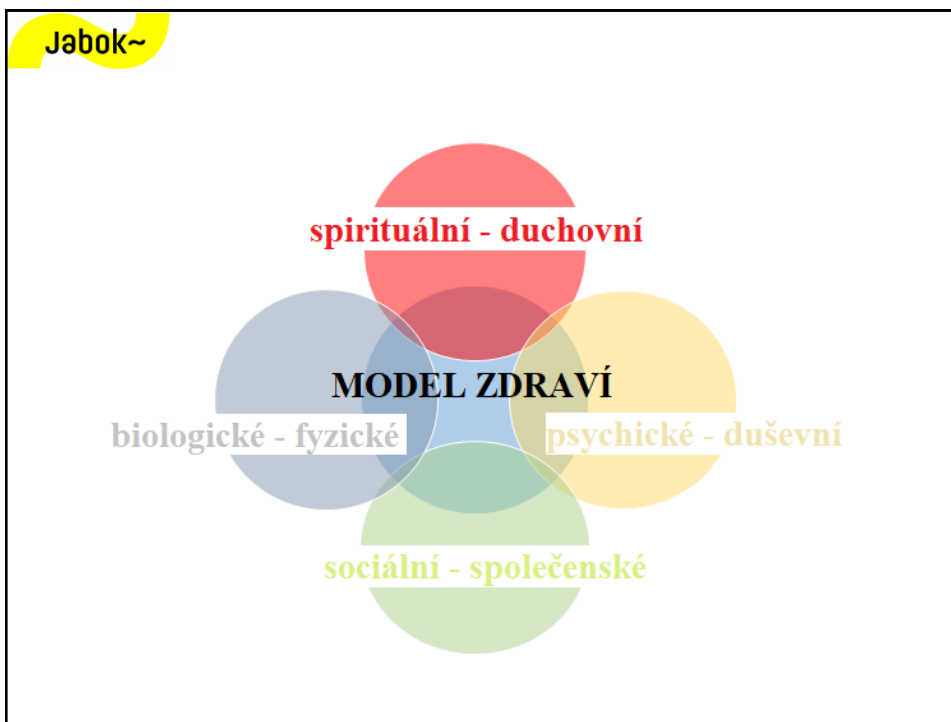 Jabok~
spirituální - duchovní
MODEL ZDRAVÍ
biologické - fyzické
psychické - duševní
sociální - společenské